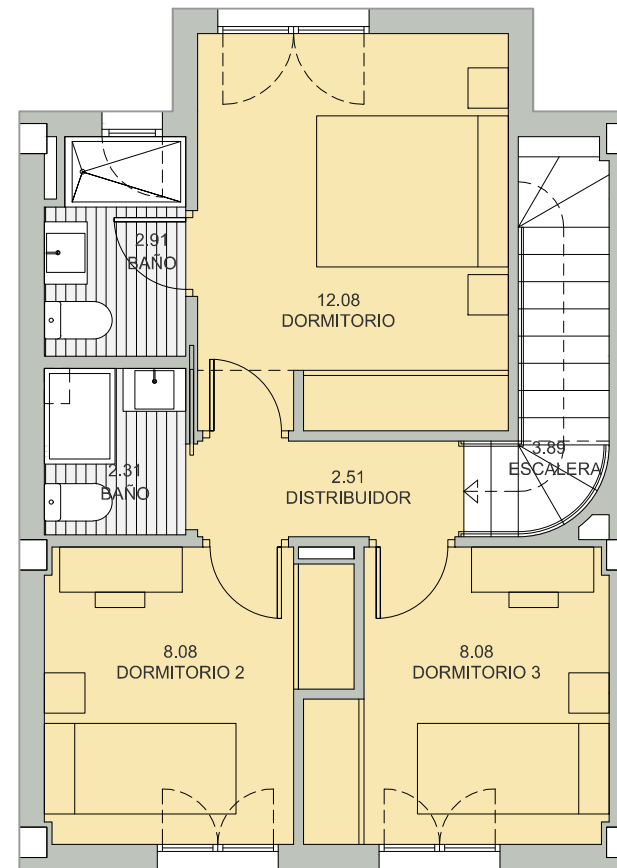 2.91
BAÑO
12.08
DORMITORIO
3.89
ESCALERA
2.31
BAÑO
2.51
DISTRIBUIDOR
8.08
DORMITORIO 2
8.08
DORMITORIO 3